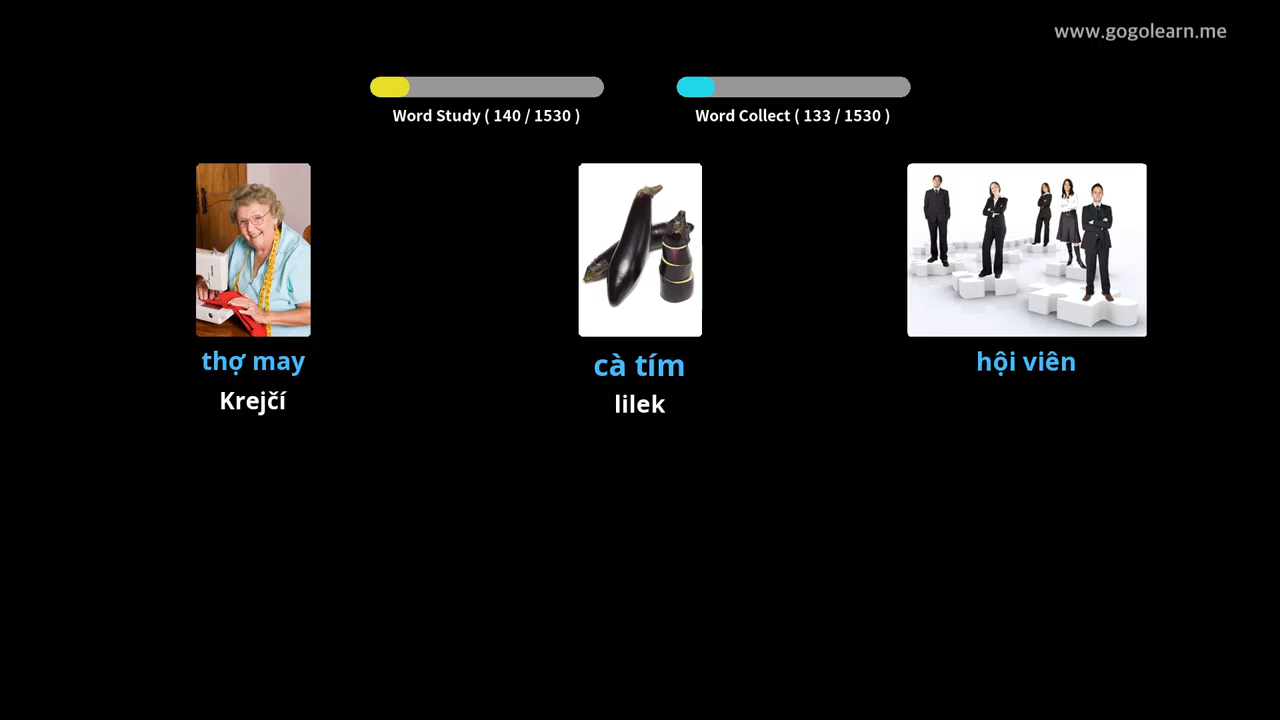 www.gogolearn.me
Word Study ( 140 / 1530 )
Word Collect ( 133 / 1530 )
thợ may
cà tím
hội viên
Krejčí
lilek